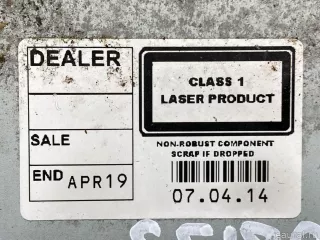 DEALER
SALE
END APR19
CLASS 1
LASER PRODUCT
NON-ROBUST COMPONENT
SCRAP IF DROPPED
07.04.14